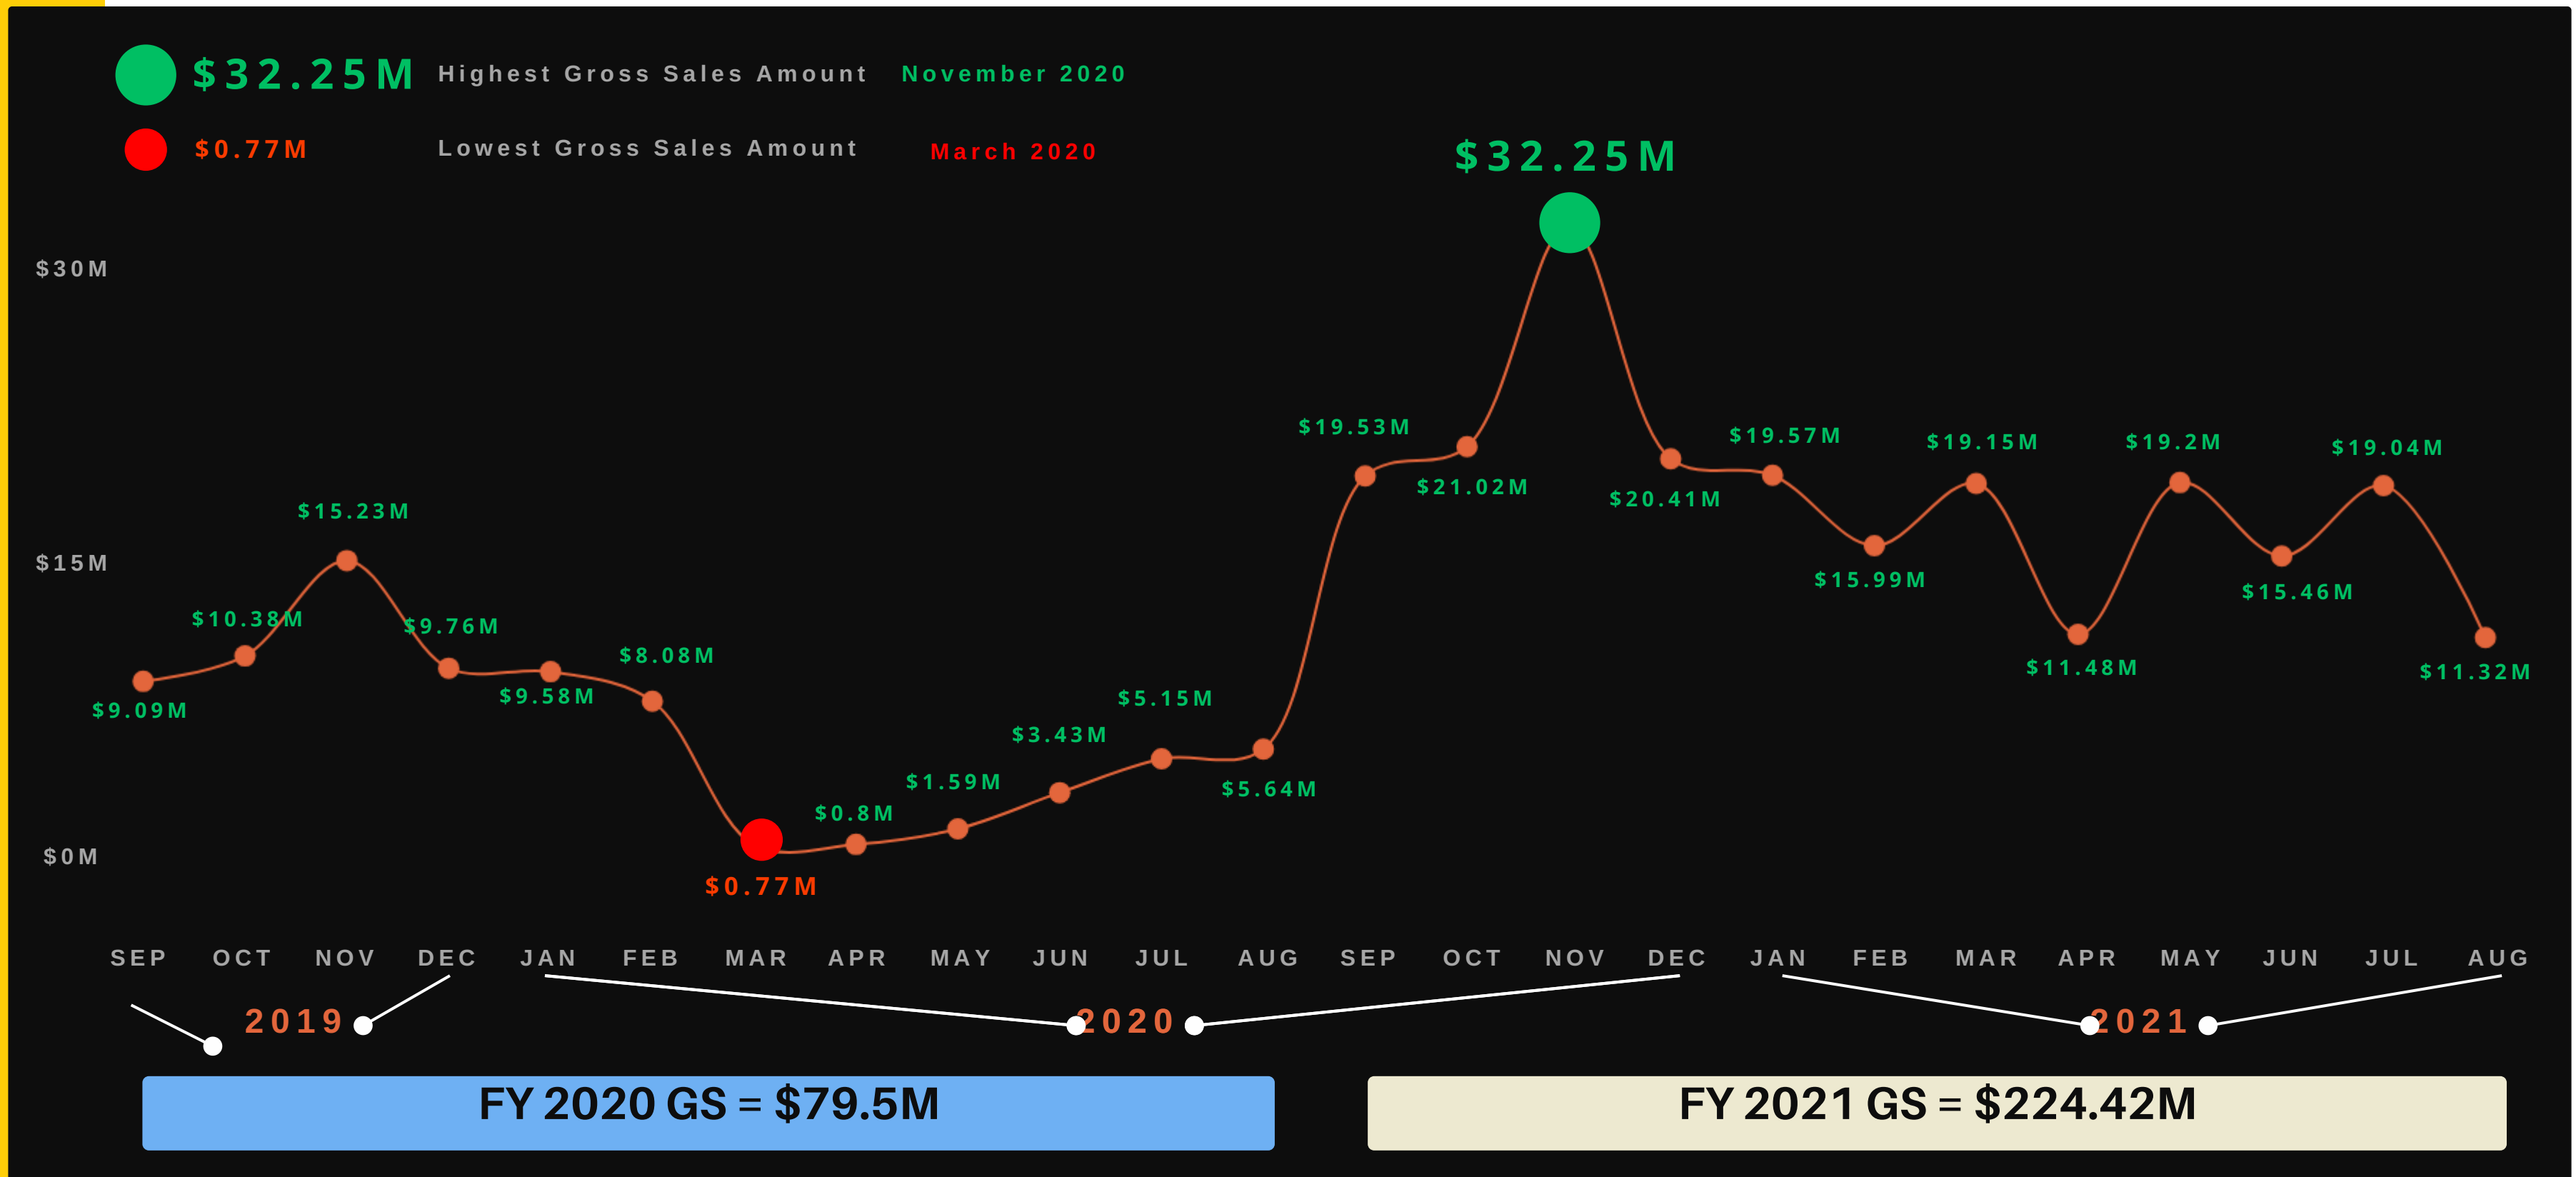 $32.25M Highest Gross Sales Amount November 2020
$0.77M Lowest Gross Sales Amount March 2020
$32.25M
$30M
$19.53M
$19.57M
$19.15M
$19.2M
$19.04M
$21.02M
$20.41M
$15.23M
$15M
$15.99M
$15.46M
$10.38M
$9.76M
$8.08M
$11.48M
$11.32M
$9.58M
$5.15M
$9.09M
$3.43M
$1.59M
$5.64M
$0.8M
$0M
$0.77M
SEP OCT NOV DEC JAN FEB MAR APR MAY JUN JUL AUG SEP OCT NOV DEC JAN FEB MAR APR MAY JUN JUL AUG
2019 2020 2021
FY 2020 GS = $79.5M FY 2021 GS = $224.42M